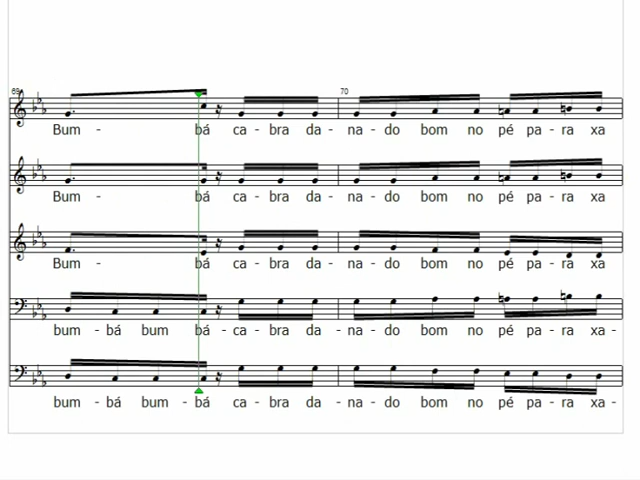 69 70
Bum - bá ca - bra da - na - do bom no pé pa - ra xa
Bum - bá ca - bra da - na - do bom no pé pa - ra xa
Bum - bá ca - bra da - na - do bom no pé pa - ra xa
bum - bá bum bá ca - bra da - na - do bom no pé pa - ra xa -
bum - bá bum - bá ca - bra da - na - do bom no pé pa - ra xa -